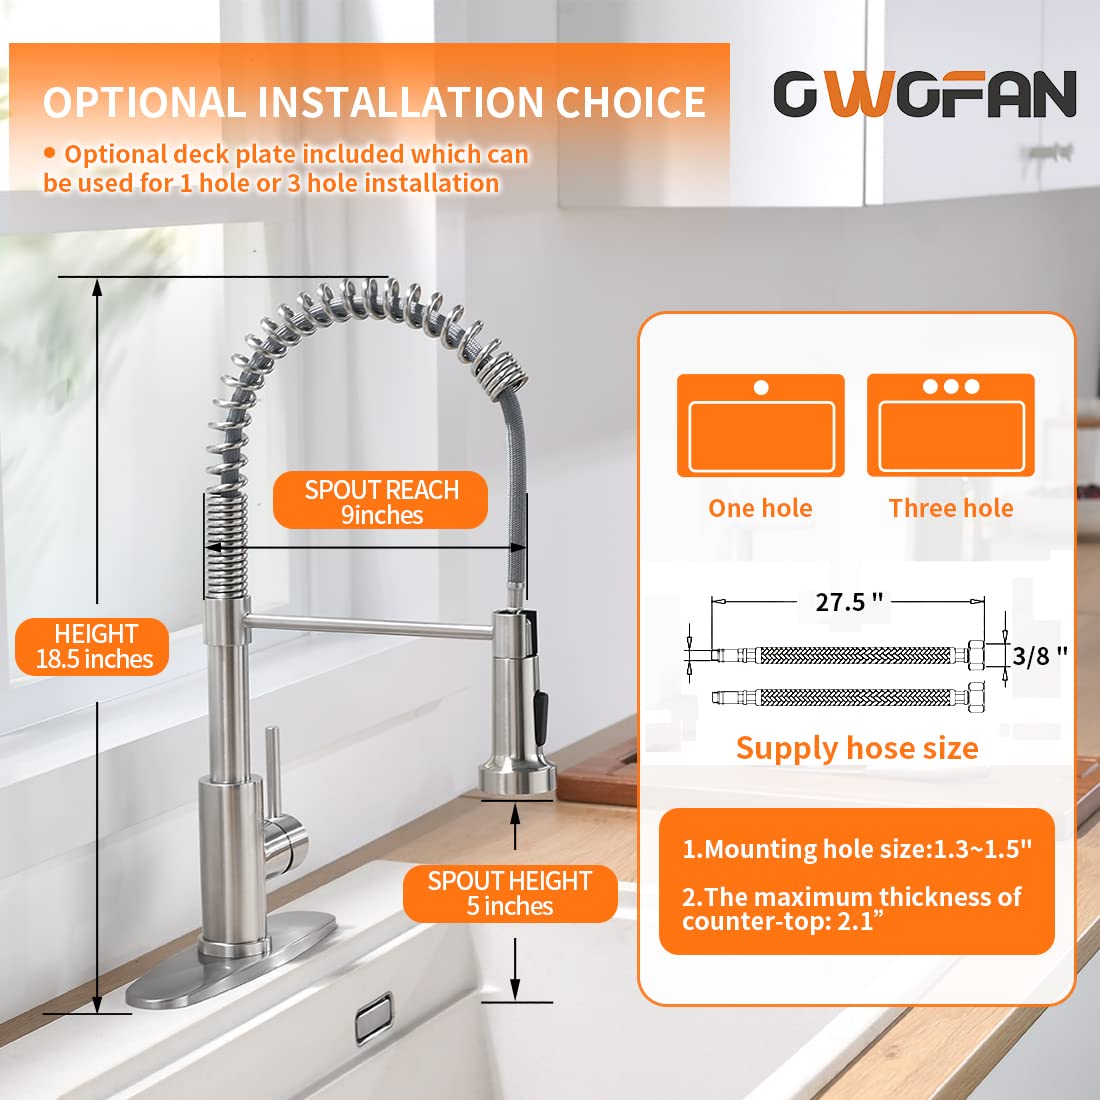 OPTIONAL INSTALLATION CHOICE
GWGFAN
• Optional deck plate included which can
be used for 1 hole or 3 hole installation
SPOUT REACH
9inches
HEIGHT
18.5 inches
SPOUT HEIGHT
5 inches
One hole
Three hole
27.5 "
3/8 "
Supply hose size
1.Mounting hole size:1.3~1.5"
2.The maximum thickness of
counter-top: 2.1”